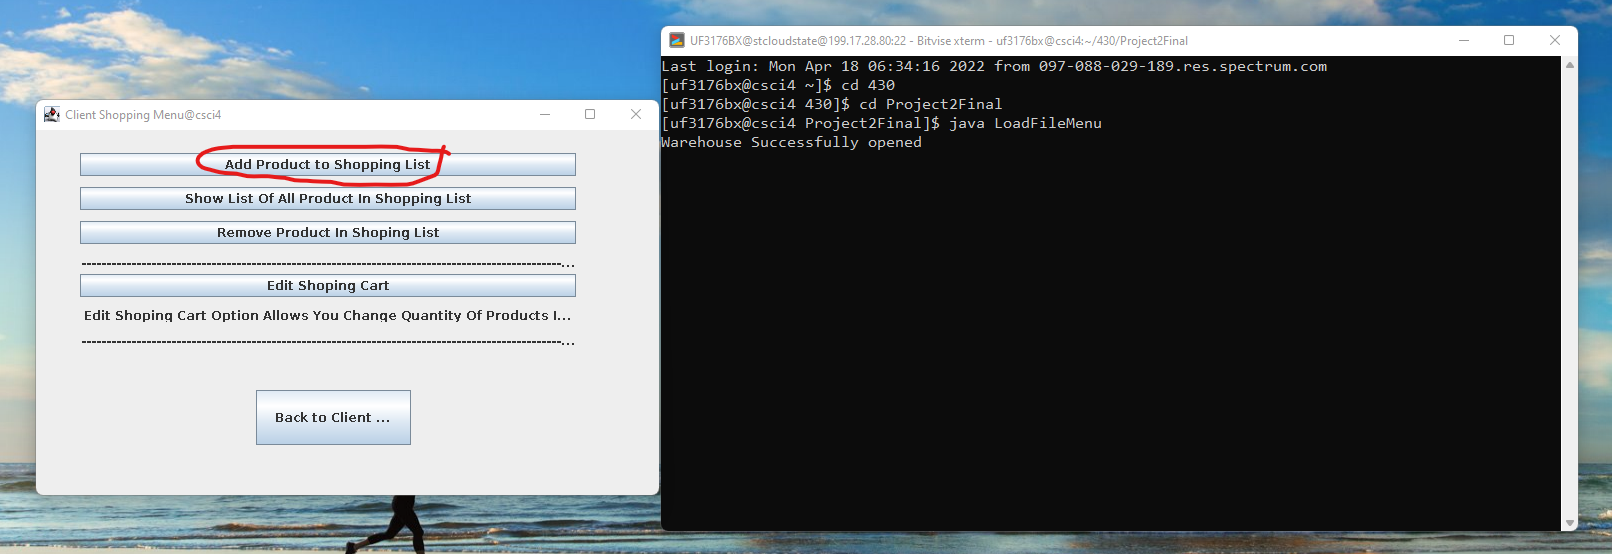 Client Shopping Menu@csci4
Add Product to Shopping List
Show List Of All Product In Shopping List
Remove Product In Shoping List
---------------------------------------------------------------------------------------------...
Edit Shoping Cart
Edit Shoping Cart Option Allows You Change Quantity Of Products I...
---------------------------------------------------------------------------------------------...
Back to Client ...
UF3176BX@stcloudstate@199.17.28.80:22 - Bitvise xterm - uf3176bx@csci4:~/430/Project2Final
Last login: Mon Apr 18 06:34:16 2022 from 097-088-029-189.res.spectrum.com
[uf3176bx@csci4 ~]$ cd 430
[uf3176bx@csci4 430]$ cd Project2Final
[uf3176bx@csci4 Project2Final]$ java LoadFileMenu
Warehouse Successfully opened